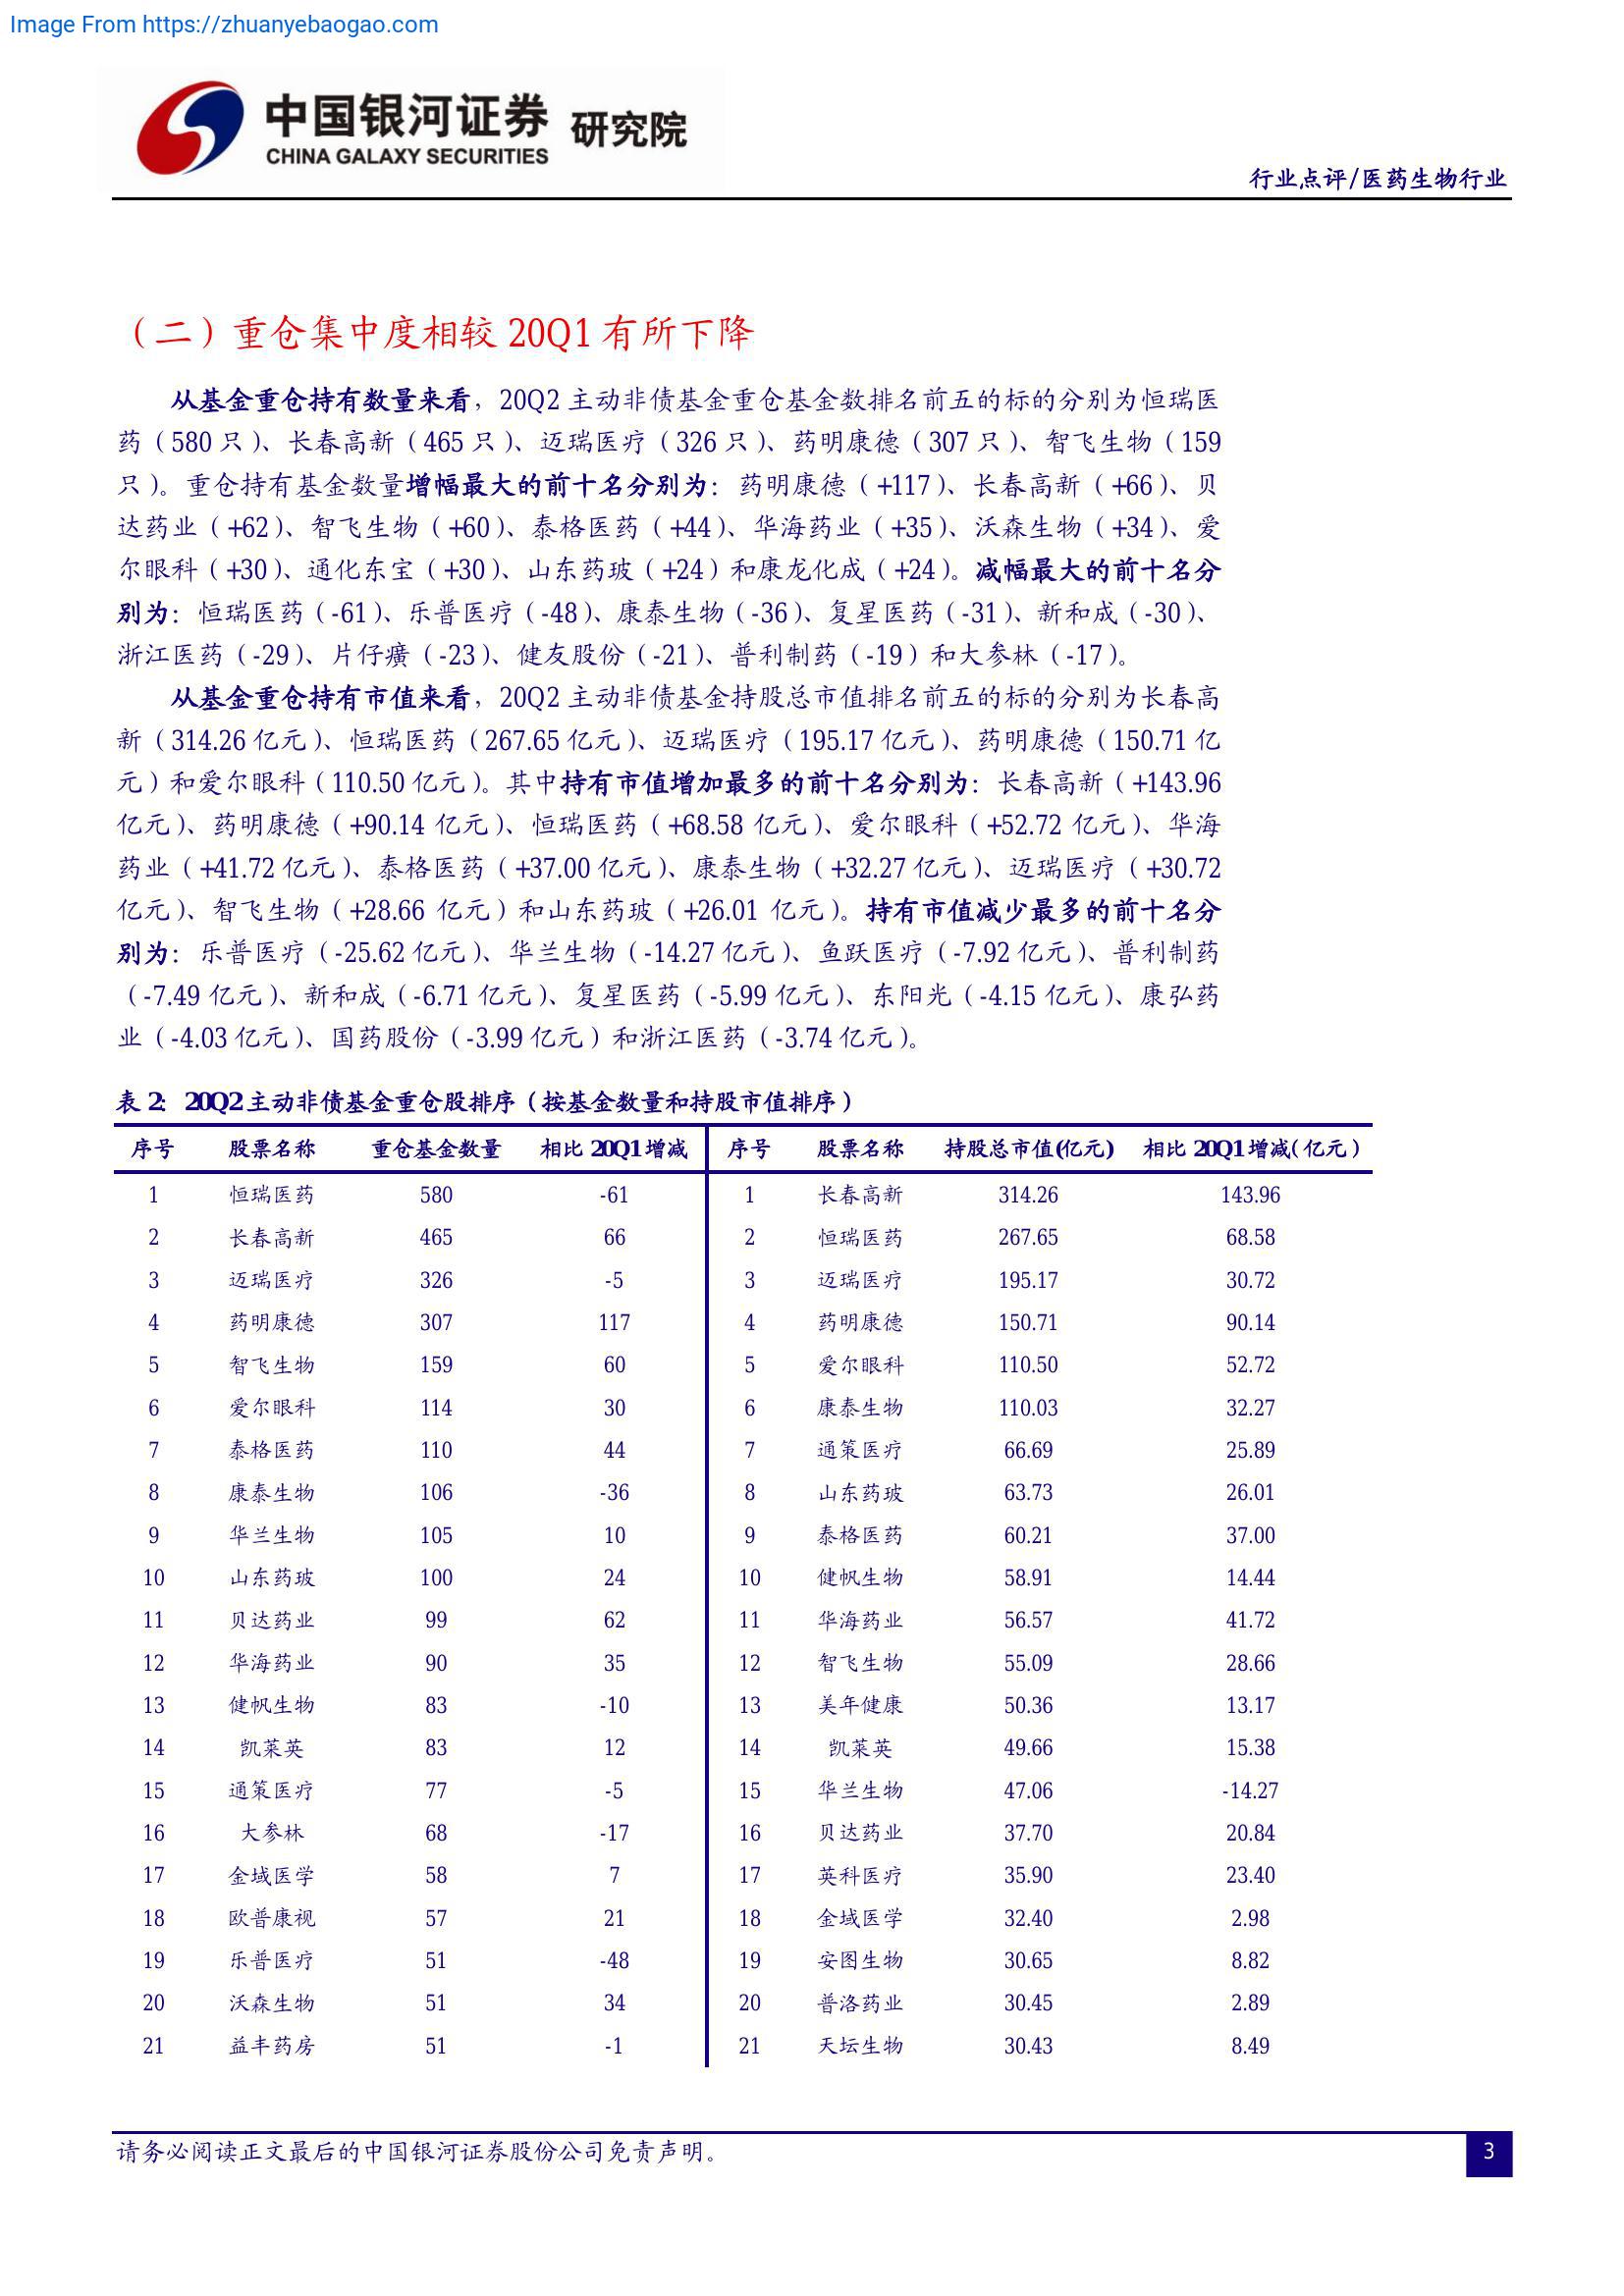 Image From https://zhuanyebaogao.com
中国银河证券 研究院
CHINA GALAXY SECURITIES
行业点评/医药生物行业
（二）重仓集中度相较 20Q1 有所下降
从基金重仓持有数量来看，20Q2 主动非债基金重仓基金数排名前五的标的分别为恒瑞医
药（580 只）、长春高新（465 只）、迈瑞医疗（326 只）、药明康德（307 只）、智飞生物（159
只）。重仓持有基金数量增幅最大的前十名分别为：药明康德（+117）、长春高新（+66）、贝
达药业（+62）、智飞生物（+60）、泰格医药（+44）、华海药业（+35）、沃森生物（+34）、爱
尔眼科（+30）、通化东宝（+30）、山东药玻（+24）和康龙化成（+24）。减幅最大的前十名分
别为：恒瑞医药（-61）、乐普医疗（-48）、康泰生物（-36）、复星医药（-31）、新和成（-30）、
浙江医药（-29）、片仔癀（-23）、健友股份（-21）、普利制药（-19）和大参林（-17）。
从基金重仓持有市值来看，20Q2 主动非债基金持股总市值排名前五的标的分别为长春高
新（314.26 亿元）、恒瑞医药（267.65 亿元）、迈瑞医疗（195.17 亿元）、药明康德（150.71 亿
元）和爱尔眼科（110.50 亿元）。其中持有市值增加最多的前十名分别为：长春高新（+143.96
亿元）、药明康德（+90.14 亿元）、恒瑞医药（+68.58 亿元）、爱尔眼科（+52.72 亿元）、华海
药业（+41.72 亿元）、泰格医药（+37.00 亿元）、康泰生物（+32.27 亿元）、迈瑞医疗（+30.72
亿元）、智飞生物（+28.66 亿元）和山东药玻（+26.01 亿元）。持有市值减少最多的前十名分
别为：乐普医疗（-25.62 亿元）、华兰生物（-14.27 亿元）、鱼跃医疗（-7.92 亿元）、普利制药
（-7.49 亿元）、新和成（-6.71 亿元）、复星医药（-5.99 亿元）、东阳光（-4.15 亿元）、康弘药
业（-4.03 亿元）、国药股份（-3.99 亿元）和浙江医药（-3.74 亿元）。
表 2： 20Q2 主动非债基金重仓股排序（按基金数量和持股市值排序）
序号 股票名称 重仓基金数量 相比 20Q1 增减 序号 股票名称 持股总市值(亿元) 相比 20Q1 增减（亿元）
1 恒瑞医药 580 -61 1 长春高新 314.26 143.96
2 长春高新 465 66 2 恒瑞医药 267.65 68.58
3 迈瑞医疗 326 -5 3 迈瑞医疗 195.17 30.72
4 药明康德 307 117 4 药明康德 150.71 90.14
5 智飞生物 159 60 5 爱尔眼科 110.50 52.72
6 爱尔眼科 114 30 6 康泰生物 110.03 32.27
7 泰格医药 110 44 7 通策医疗 66.69 25.89
8 康泰生物 106 -36 8 山东药玻 63.73 26.01
9 华兰生物 105 10 9 泰格医药 60.21 37.00
10 山东药玻 100 24 10 健帆生物 58.91 14.44
11 贝达药业 99 62 11 华海药业 56.57 41.72
12 华海药业 90 35 12 智飞生物 55.09 28.66
13 健帆生物 83 -10 13 美年健康 50.36 13.17
14 凯莱英 83 12 14 凯莱英 49.66 15.38
15 通策医疗 77 -5 15 华兰生物 47.06 -14.27
16 大参林 68 -17 16 贝达药业 37.70 20.84
17 金域医学 58 7 17 英科医疗 35.90 23.40
18 欧普康视 57 21 18 金域医学 32.40 2.98
19 乐普医疗 51 -48 19 安图生物 30.65 8.82
20 沃森生物 51 34 20 普洛药业 30.45 2.89
21 益丰药房 51 -1 21 天坛生物 30.43 8.49
请务必阅读正文最后的中国银河证券股份公司免责声明。
3